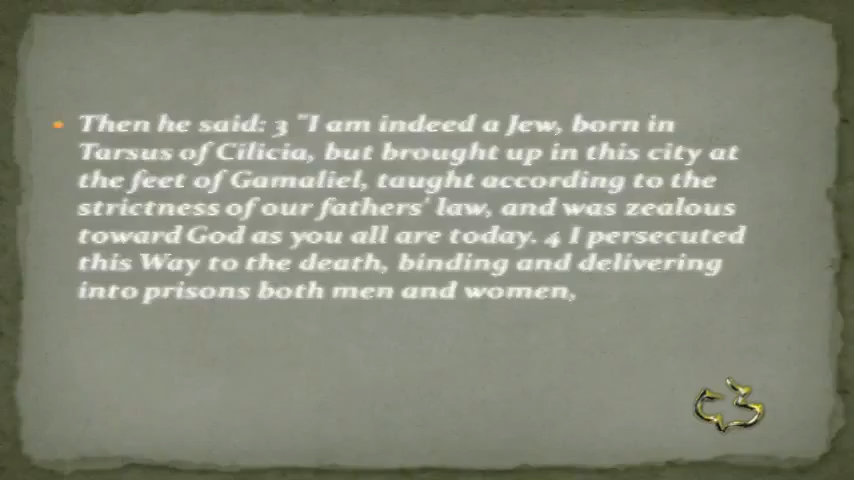 • Then he said: 3 "I am indeed a Jew, born in
Tarsus of Cilicia, but brought up in this city at
the feet of Gamaliel, taught according to the
strictness of our fathers' law, and was zealous
toward God as you all are today. 4 I persecuted
this Way to the death, binding and delivering
into prisons both men and women,